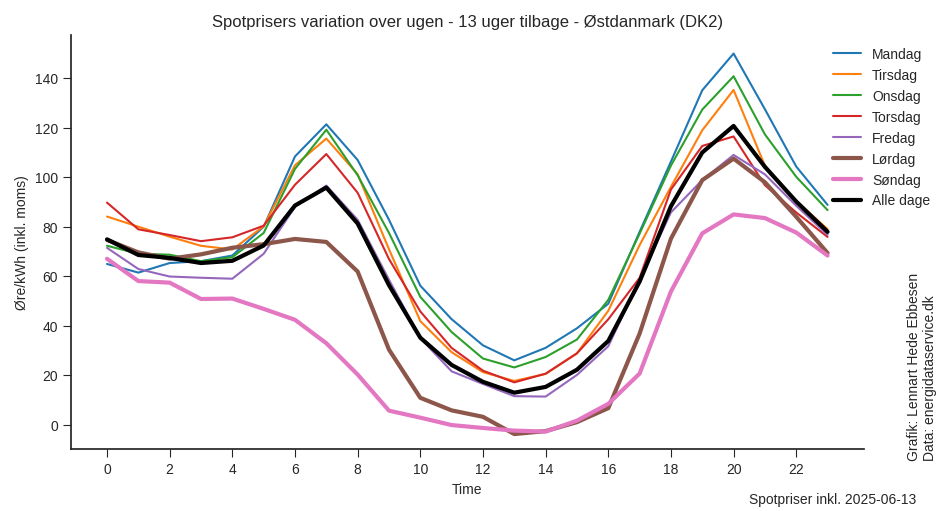 Spotprisers variation over ugen - 13 uger tilbage - Østdanmark (DK2)
Øre/kWh (inkl. moms)
140
120
100
80
60
40
20
0
0 2 4 6 8 10 12 14 16 18 20 22
Time
Mandag
Tirsdag
Onsdag
Torsdag
Fredag
Lørdag
Søndag
Alle dage
Grafik: Lennart Hede Ebbesen
Data: energidataservice.dk
Spotpriser inkl. 2025-06-13